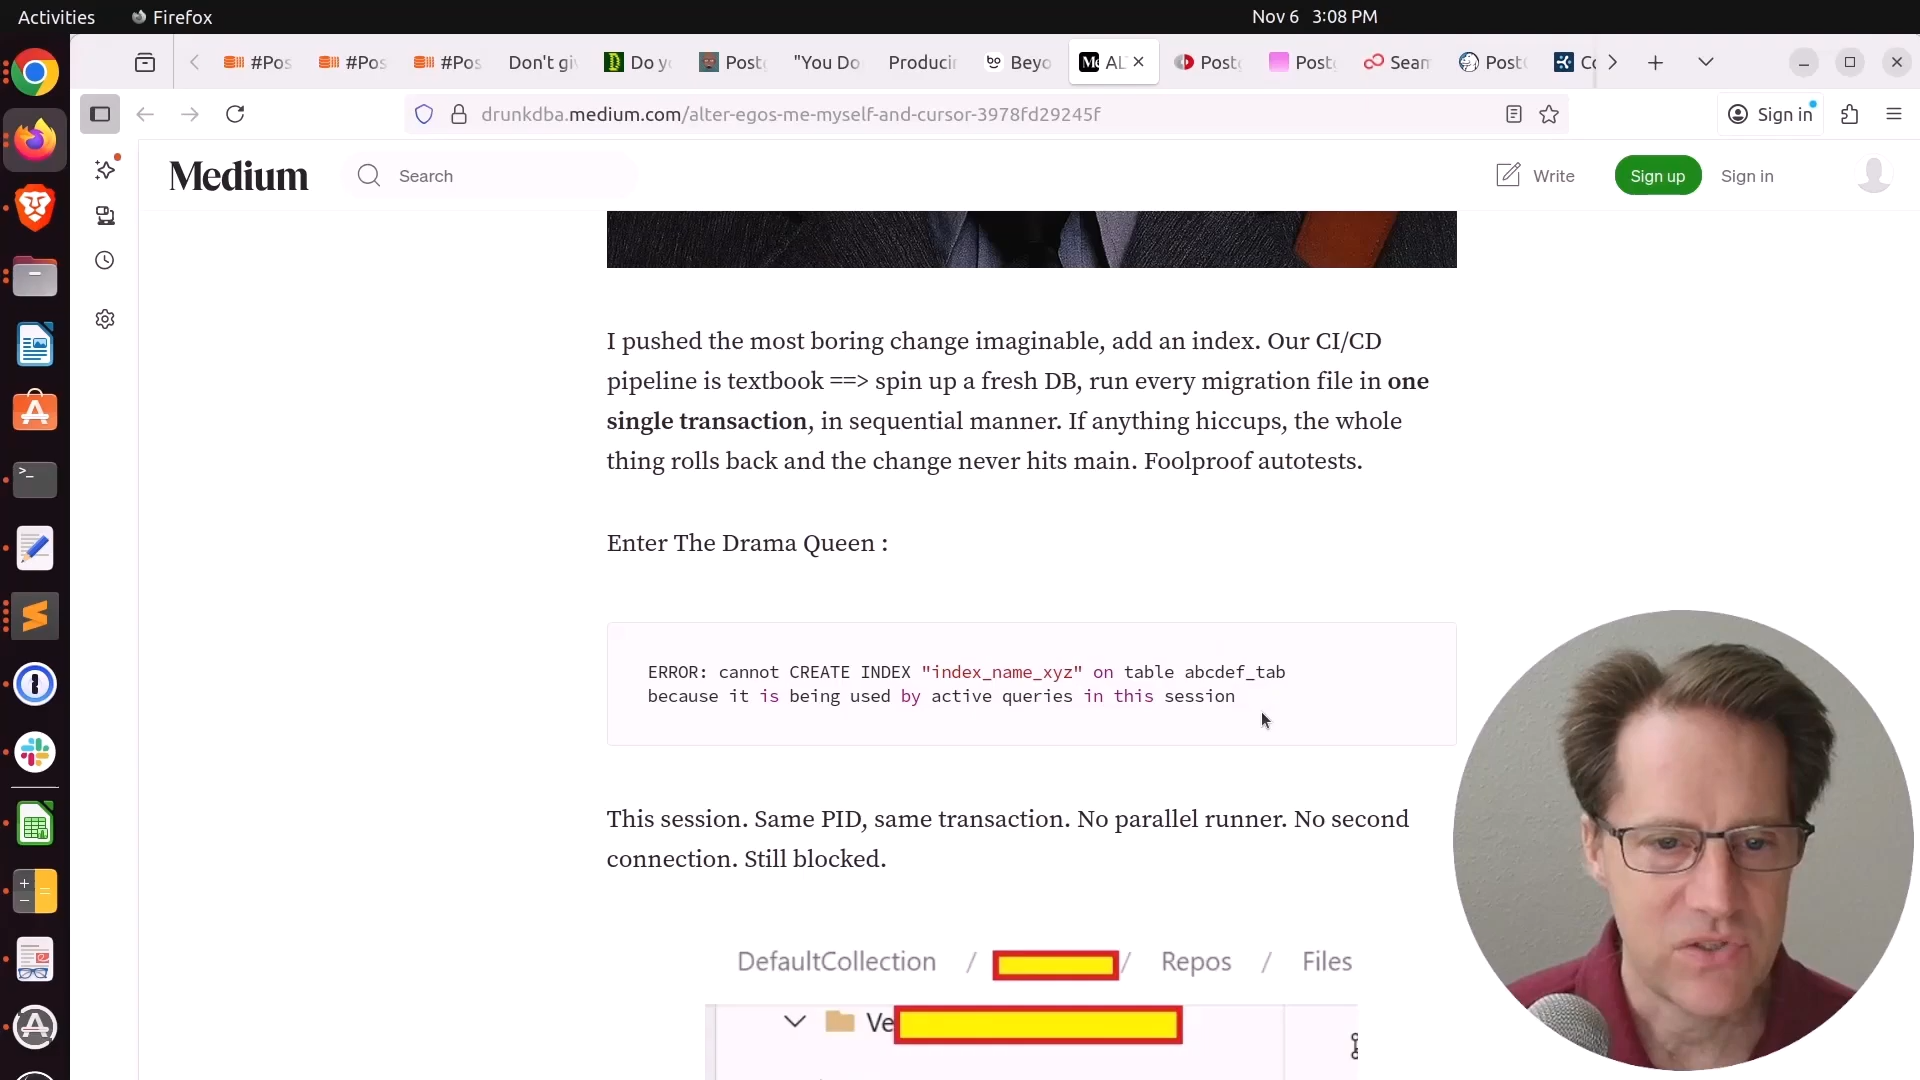 Activities
Firefox
Nov 6 3:08 PM
#Pos
#Pos
#Pos
Don't giv
Do y
Postg
"You Do
Producin
Beyo
AL
Postg
Postg
Seam
Post
Co
drunkdba.medium.com/alter-egos-me-myself-and-cursor-3978fd29245f
Sign in
Medium
Search
Write
Sign up
Sign in
I pushed the most boring change imaginable, add an index. Our CI/CD
pipeline is textbook ==> spin up a fresh DB, run every migration file in one
single transaction, in sequential manner. If anything hiccups, the whole
thing rolls back and the change never hits main. Foolproof autotests.
Enter The Drama Queen :
ERROR: cannot CREATE INDEX "index_name_xyz" on table abcdef_tab
because it is being used by active queries in this session
This session. Same PID, same transaction. No parallel runner. No second
connection. Still blocked.
DefaultCollection / / Repos / Files
Ve